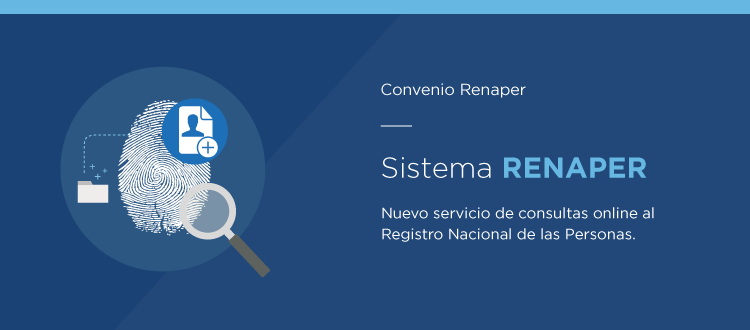 Convenio Renaper
Sistema RENAPER
Nuevo servicio de consultas online al
Registro Nacional de las Personas.